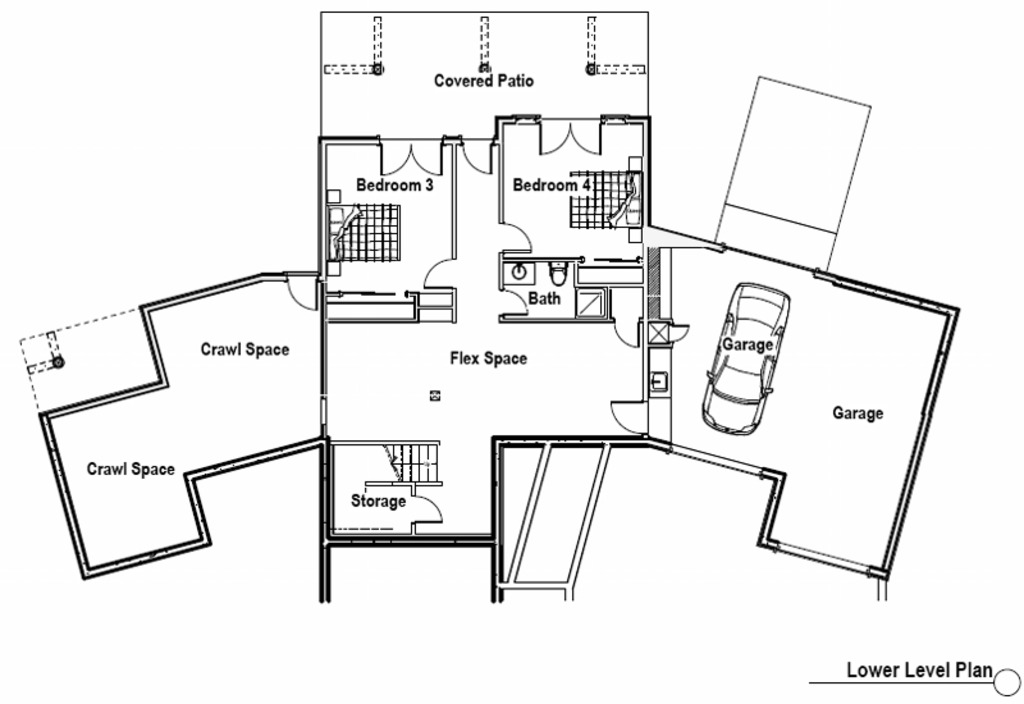 Covered Patio
Bedroom 3
Bedroom 4
Bath
Crawl Space
Flex Space
Garage
Garage
Crawl Space
Storage
Lower Level Plan